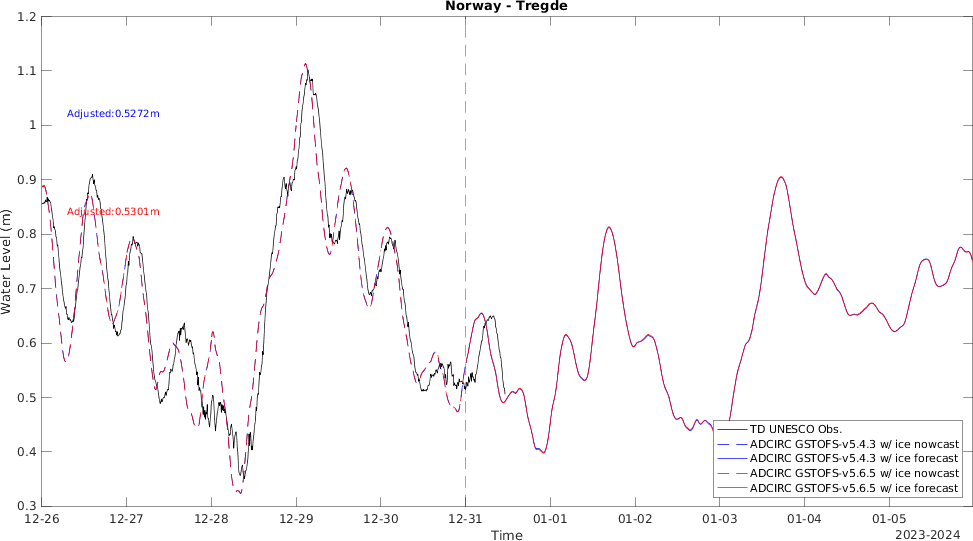 Norway - Tregde
1.2
1.1
1
0.9
0.8
0.7
0.6
0.5
0.4
0.3
Water Level (m)
Adjusted:0.5272m
Adjusted:0.5301m
TD UNESCO Obs.
ADCIRC GSTOFS-v5.4.3 w/ ice nowcast
ADCIRC GSTOFS-v5.4.3 w/ ice forecast
ADCIRC GSTOFS-v5.6.5 w/ ice nowcast
ADCIRC GSTOFS-v5.6.5 w/ ice forecast
12-26 12-27 12-28 12-29 12-30 12-31 01-01 01-02 01-03 01-04 01-05
Time
2023-2024